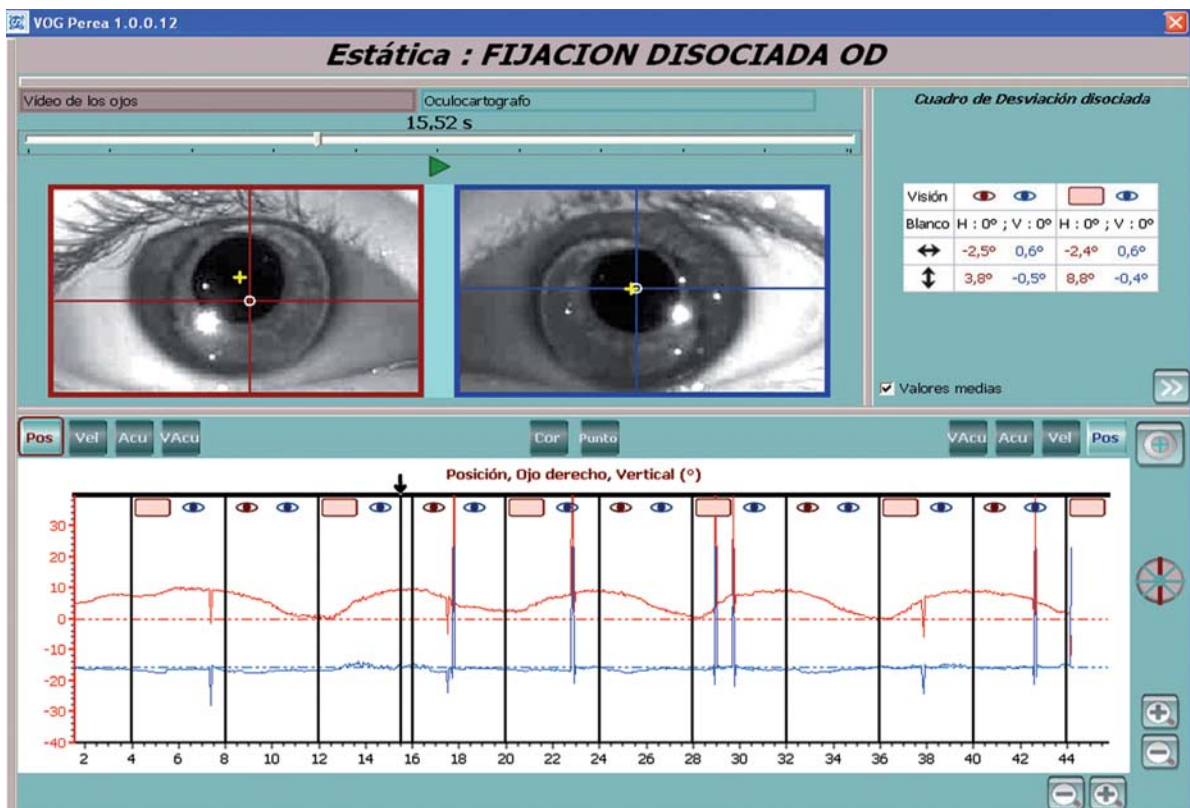 VOG Perea 1.0.0.12
Estática : FIJACION DISOCIADA OD
Vídeo de los ojos
Oculocartografo
15,52 s
Cuadro de Desviación disociada
Visión
Blanco H : 0º ; V : 0º H : 0º ; V : 0º
-2,5º 0,6º -2,4º 0,6º
3,8º -0,5º 8,8º -0,4º
Valores medias
Pos Vel Acu VAcu Cor Punto VAcu Acu Vel Pos
Posición, Ojo derecho, Vertical (°)
30
20
10
0
-10
-20
-30
-40
2 4 6 8 10 12 14 16 18 20 22 24 26 28 30 32 34 36 38 40 42 44